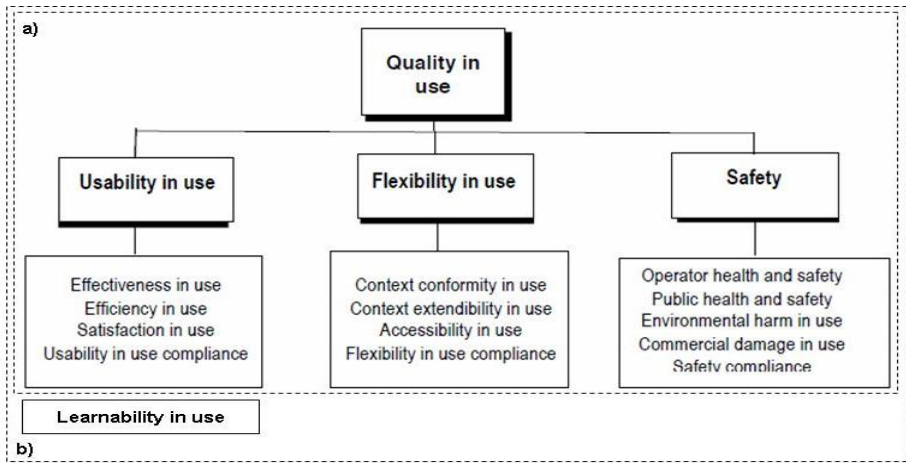 a)
Quality in
use
Usability in use
Flexibility in use
Safety
Effectiveness in use
Efficiency in use
Satisfaction in use
Usability in use compliance
Context conformity in use
Context extendibility in use
Accessibility in use
Flexibility in use compliance
Operator health and safety
Public health and safety
Environmental harm in use
Commercial damage in use
Safety compliance
Learnability in use
b)